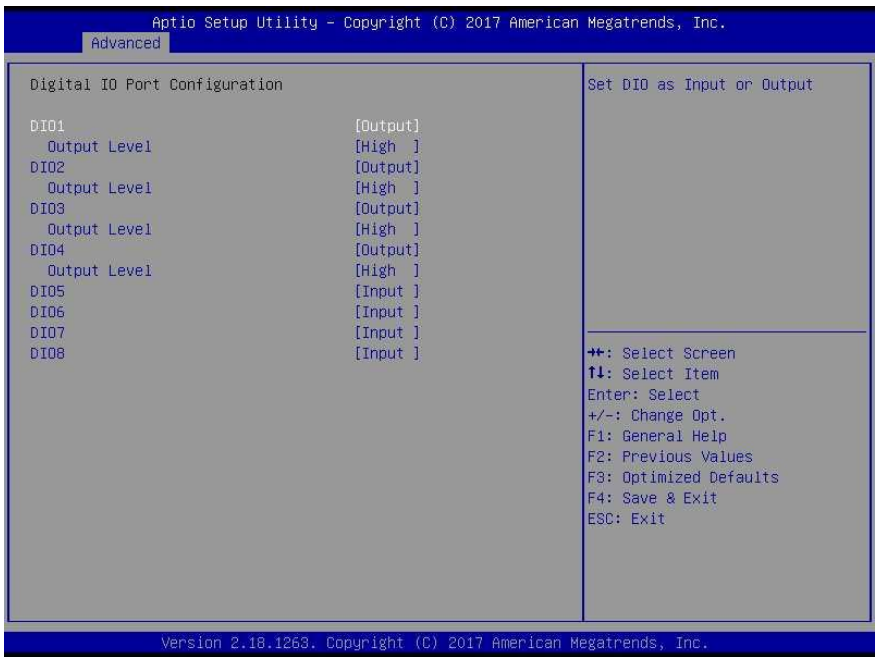 Aptio Setup Utility – Copyright (C) 2017 American Megatrends, Inc.
Advanced
Digital IO Port Configuration
DIO1 [Output]
Output Level [High ]
DIO2 [Output]
Output Level [High ]
DIO3 [Output]
Output Level [High ]
DIO4 [Output]
Output Level [High ]
DIO5 [Input ]
DIO6 [Input ]
DIO7 [Input ]
DIO8 [Input ]
Set DIO as Input or Output
→←: Select Screen
↑↓: Select Item
Enter: Select
+/-: Change Opt.
F1: General Help
F2: Previous Values
F3: Optimized Defaults
F4: Save & Exit
ESC: Exit
Version 2.18.1263. Copyright (C) 2017 American Megatrends, Inc.